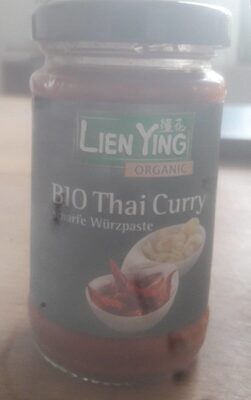 LIEN YING
ORGANIC
BIO Thai Curry
Scharfe Würzpaste